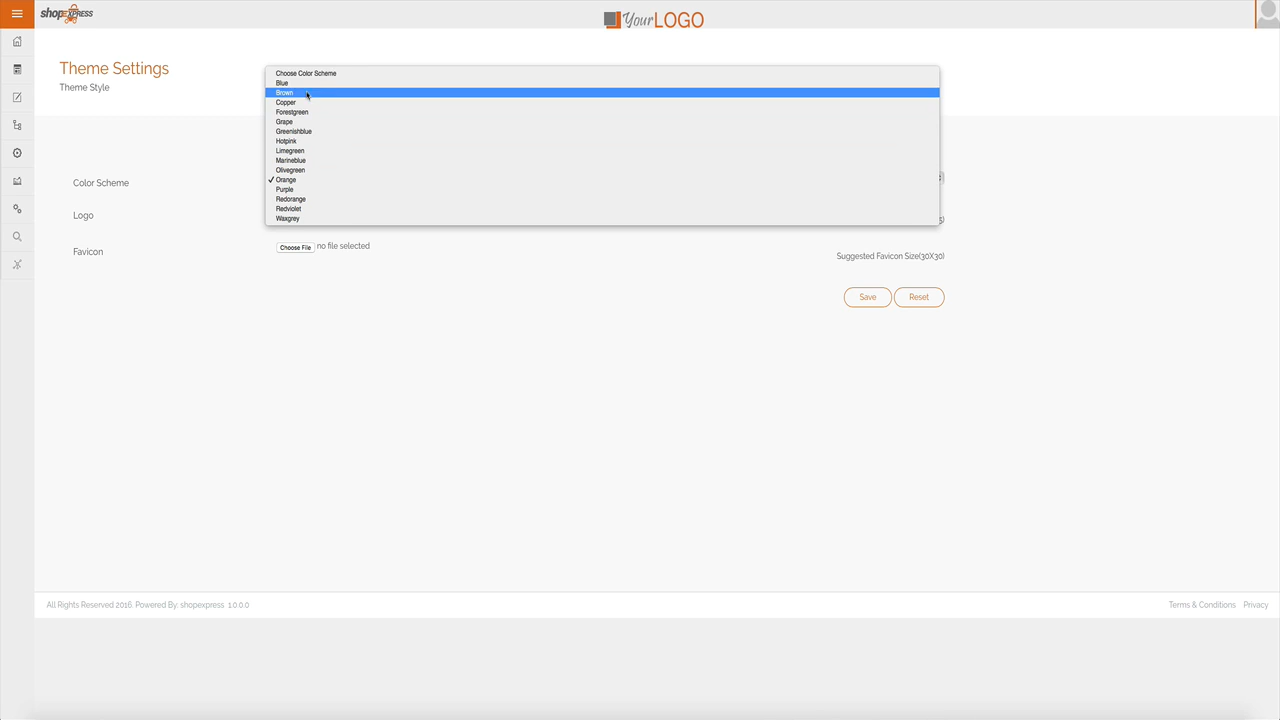 shopEXPRESS
YourLOGO
Theme Settings
Theme Style
Choose Color Scheme
Blue
Brown
Copper
Forestgreen
Grape
Greenishblue
Hotpink
Limegreen
Marineblue
Olivegreen
Orange
Purple
Redorange
Redviolet
Waxgrey
Color Scheme
Logo
Favicon
Choose File no file selected
Suggested Favicon Size(30X30)
Save Reset
All Rights Reserved 2016. Powered By: shopexpress 1.0.0.0
Terms & Conditions Privacy